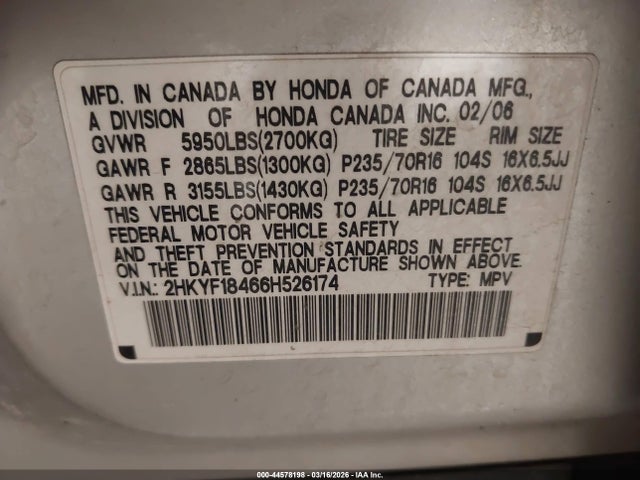 MFD. IN CANADA BY HONDA OF CANADA MFG.,
A DIVISION OF HONDA CANADA INC. 02/06
GVWR 5950LBS(2700KG) TIRE SIZE RIM SIZE
GAWR F 2865LBS(1300KG) P235/70R16 104S 16X6.5JJ
GAWR R 3155LBS(1430KG) P235/70R16 104S 16X6.5JJ
THIS VEHICLE CONFORMS TO ALL APPLICABLE
FEDERAL MOTOR VEHICLE SAFETY
AND THEFT PREVENTION STANDARDS IN EFFECT
ON THE DATE OF MANUFACTURE SHOWN ABOVE.
V.I.N.: 2HKYF18466H526174 TYPE: MPV
000-44578198 - 03/16/2026 - IAA Inc.